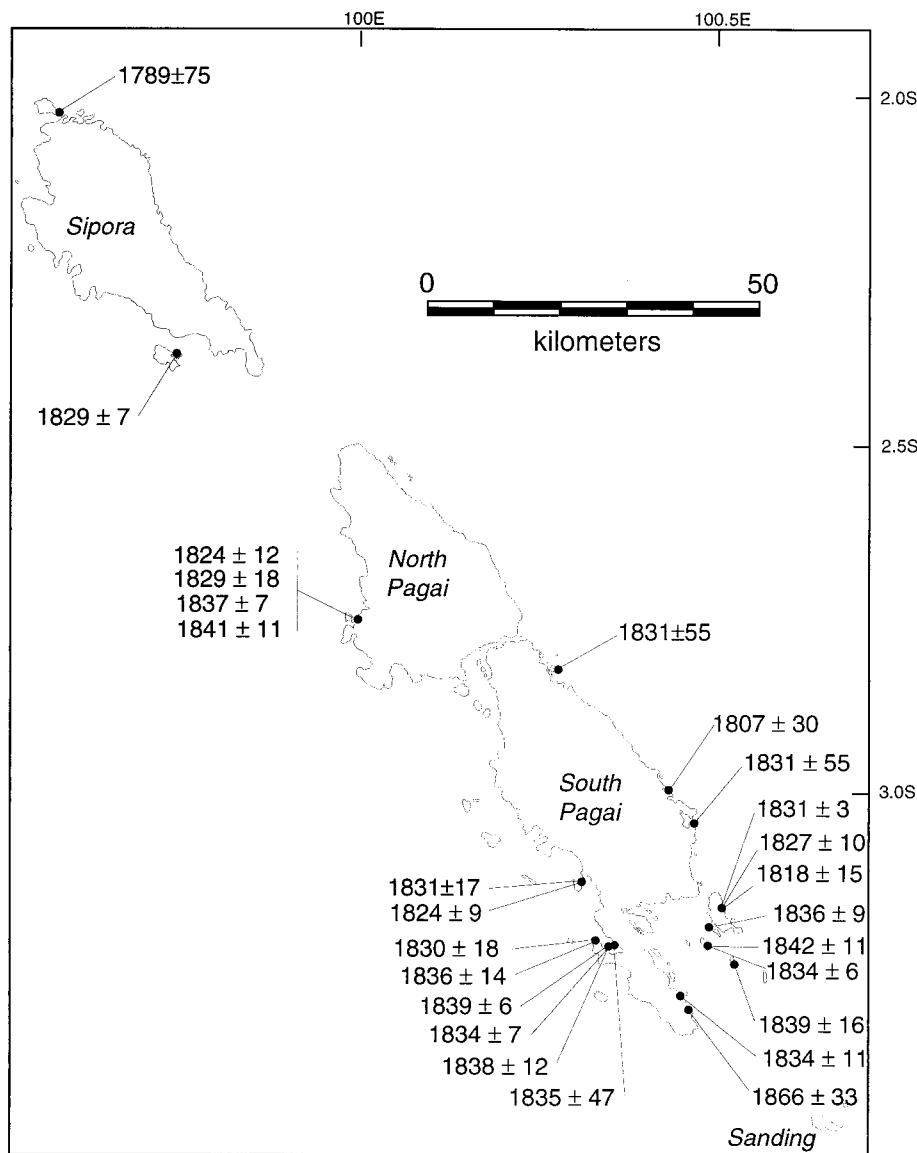 100E
100.5E
1789±75
2.0S
Sipora
0
50
kilometers
1829 ± 7
2.5S
1824 ± 12
1829 ± 18
1837 ± 7
1841 ± 11
North
Pagai
1831±55
1807 ± 30
1831 ± 55
South
Pagai
3.0S
1831 ± 3
1827 ± 10
1818 ± 15
1836 ± 9
1842 ± 11
1834 ± 6
1839 ± 16
1834 ± 11
1866 ± 33
1831±17
1824 ± 9
1830 ± 18
1836 ± 14
1839 ± 6
1834 ± 7
1838 ± 12
1835 ± 47
Sanding